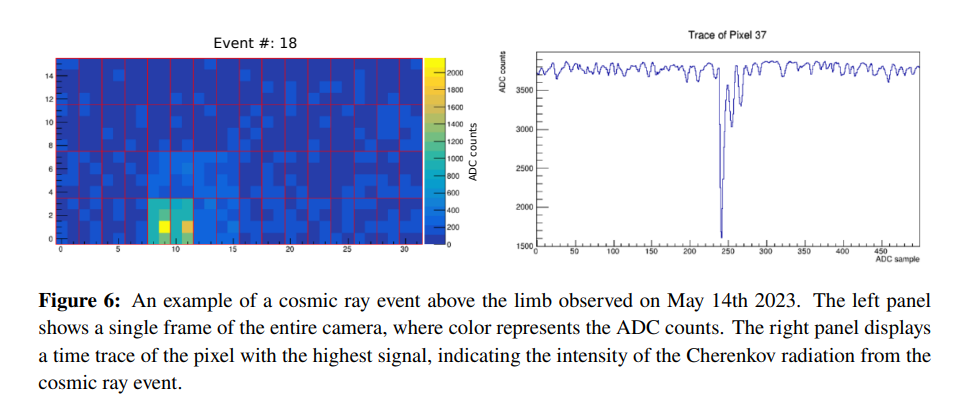 Event #: 18
14
12
10
8
6
4
2
0
0 5 10 15 20 25 30
2000
1800
1600
1400
1200
1000
800
600
400
200
0
ADC counts
Trace of Pixel 37
ADC counts
3500
3000
2500
2000
1500
0 50 100 150 200 250 300 350 400 450
ADC sample
Figure 6: An example of a cosmic ray event above the limb observed on May 14th 2023. The left panel
shows a single frame of the entire camera, where color represents the ADC counts. The right panel displays
a time trace of the pixel with the highest signal, indicating the intensity of the Cherenkov radiation from the
cosmic ray event.